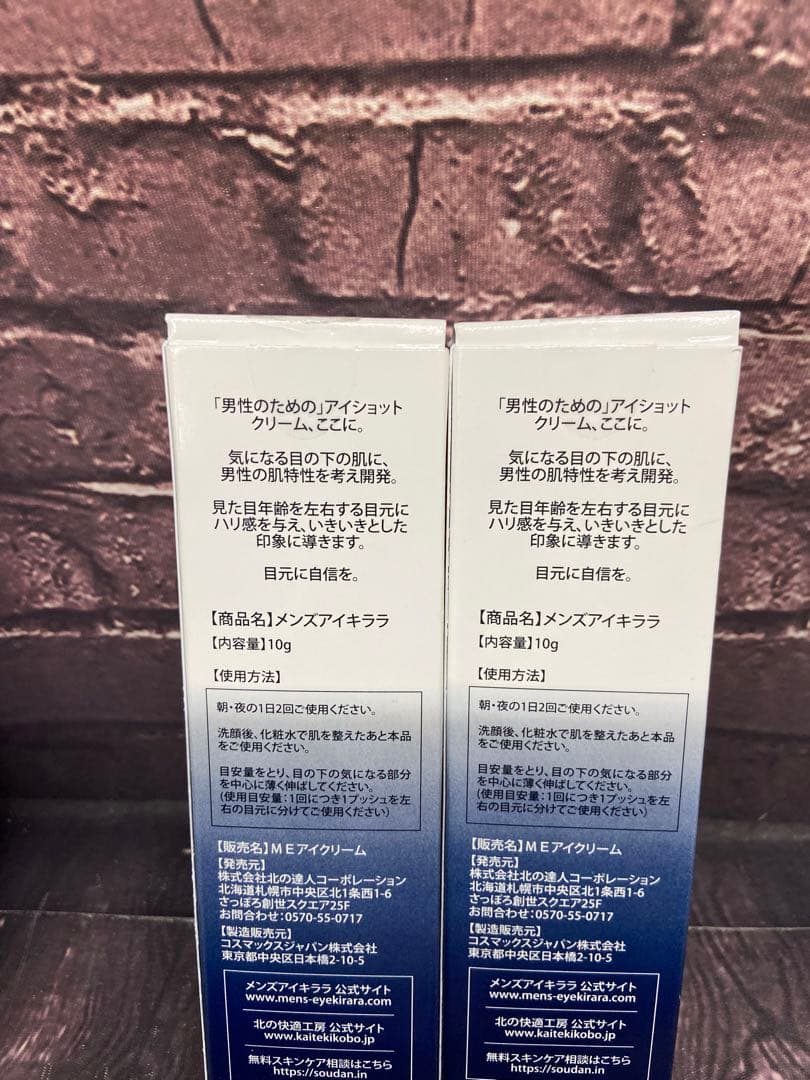 「男性のための」アイショット
クリーム、ここに。
気になる目の下の肌に、
男性の肌特性を考え開発。
見た目年齢を左右する目元に
ハリ感を与え、いきいきとした
印象に導きます。
目元に自信を。
【商品名】メンズアイキララ
【内容量】10g
【使用方法】
朝・夜の1日2回ご使用ください。
洗顔後、化粧水で肌を整えたあと本品
をご使用ください。
目安量をとり、目の下の気になる部分
を中心に薄く伸ばしてください。
(使用目安量:1回につき1プッシュを左
右の目元に分けてご使用ください)
【販売名】MEアイクリーム
【発売元】
株式会社北の達人コーポレーション
北海道札幌市中央区北1条西1-6
さっぽろ創世スクエア25F
お問合わせ:0570-55-0717
【製造販売元】
コスマックスジャパン株式会社
東京都中央区日本橋2-10-5
メンズアイキララ 公式サイト
www.mens-eyekirara.com
北の快適工房 公式サイト
www.kaitekikobo.jp
無料スキンケア相談はこちら
https://soudan.in
「男性のための」アイショット
クリーム、ここに。
気になる目の下の肌に、
男性の肌特性を考え開発。
見た目年齢を左右する目元に
ハリ感を与え、いきいきとした
印象に導きます。
目元に自信を。
【商品名】メンズアイキララ
【内容量】10g
【使用方法】
朝・夜の1日2回ご使用ください。
洗顔後、化粧水で肌を整えたあと本品
をご使用ください。
目安量をとり、目の下の気になる部分
を中心に薄く伸ばしてください。
(使用目安量:1回につき1プッシュを左
右の目元に分けてご使用ください)
【販売名】MEアイクリーム
【発売元】
株式会社北の達人コーポレーション
北海道札幌市中央区北1条西1-6
さっぽろ創世スクエア25F
お問合わせ:0570-55-0717
【製造販売元】
コスマックスジャパン株式会社
東京都中央区日本橋2-10-5
メンズアイキララ 公式サイト
www.mens-eyekirara.com
北の快適工房 公式サイト
www.kaitekikobo.jp
無料スキンケア相談はこちら
https://soudan.in